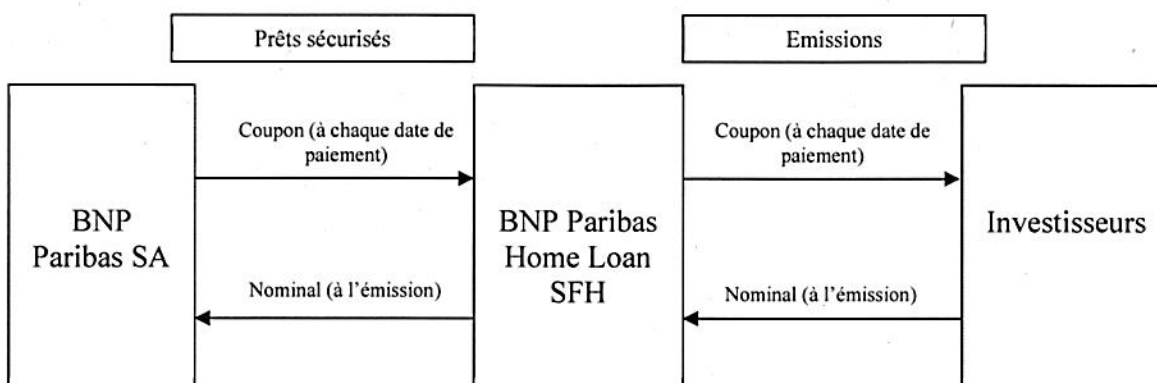 Prêts sécurisés
Emissions
Coupon (à chaque date de
paiement)
Coupon (à chaque date de
paiement)
BNP
Paribas SA
BNP Paribas
Home Loan
SFH
Investisseurs
Nominal (à l'émission)
Nominal (à l'émission)